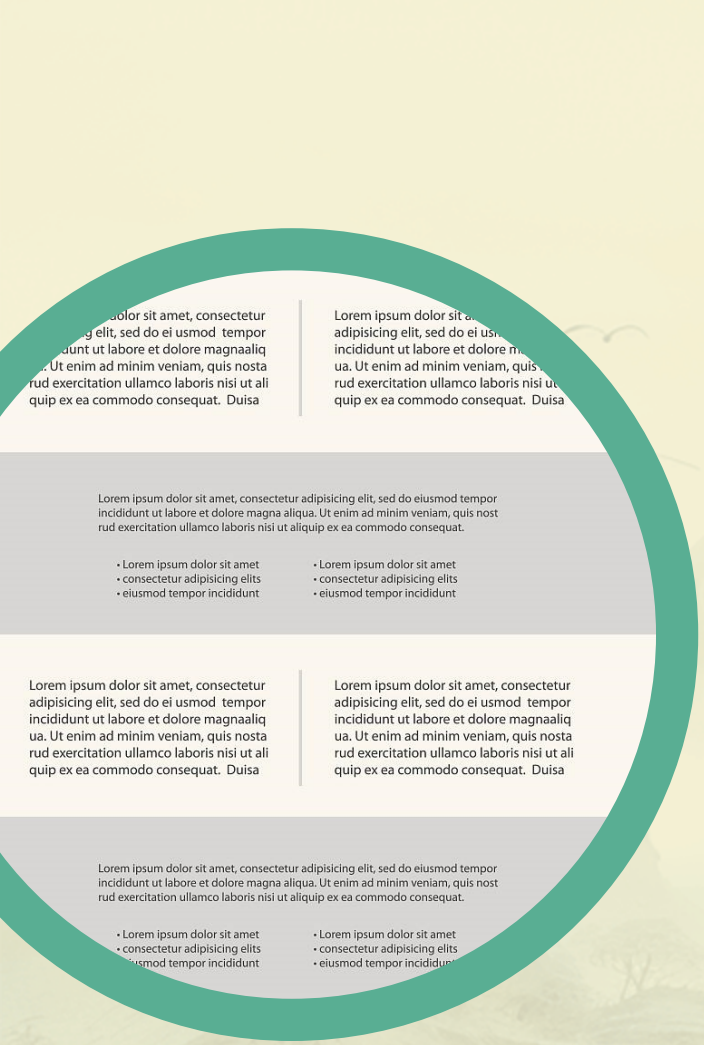 dolor sit amet, consectetur
elit, sed do ei usmod tempor
ut labore et dolore magnaaliq
Ut enim ad minim veniam, quis nosta
rud exercitation ullamco laboris nisi ut ali
quip ex ea commodo consequat. Duisa
Lorem ipsum dolor sit
adipisicing elit, sed do ei
incididunt ut labore et dolore
ua. Ut enim ad minim veniam, quis
rud exercitation ullamco laboris nisi ut
quip ex ea commodo consequat. Duisa
Lorem ipsum dolor sit amet, consectetur adipisicing elit, sed do eiusmod tempor
incididunt ut labore et dolore magna aliqua. Ut enim ad minim veniam, quis nost
rud exercitation ullamco laboris nisi ut aliquip ex ea commodo consequat.
• Lorem ipsum dolor sit amet
• consectetur adipisicing elits
• eiusmod tempor incididunt
• Lorem ipsum dolor sit amet
• consectetur adipisicing elits
• eiusmod tempor incididunt
Lorem ipsum dolor sit amet, consectetur
adipisicing elit, sed do ei usmod tempor
incididunt ut labore et dolore magnaaliq
ua. Ut enim ad minim veniam, quis nosta
rud exercitation ullamco laboris nisi ut ali
quip ex ea commodo consequat. Duisa
Lorem ipsum dolor sit amet, consectetur
adipisicing elit, sed do ei usmod tempor
incididunt ut labore et dolore magnaaliq
ua. Ut enim ad minim veniam, quis nosta
rud exercitation ullamco laboris nisi ut ali
quip ex ea commodo consequat. Duisa
Lorem ipsum dolor sit amet, consectetur adipisicing elit, sed do eiusmod tempor
incididunt ut labore et dolore magna aliqua. Ut enim ad minim veniam, quis nost
rud exercitation ullamco laboris nisi ut aliquip ex ea commodo consequat.
• Lorem ipsum dolor sit amet
• consectetur adipisicing elits
tempor incididunt
• Lorem ipsum dolor sit amet
• consectetur adipisicing elits
• eiusmod tempor incididunt